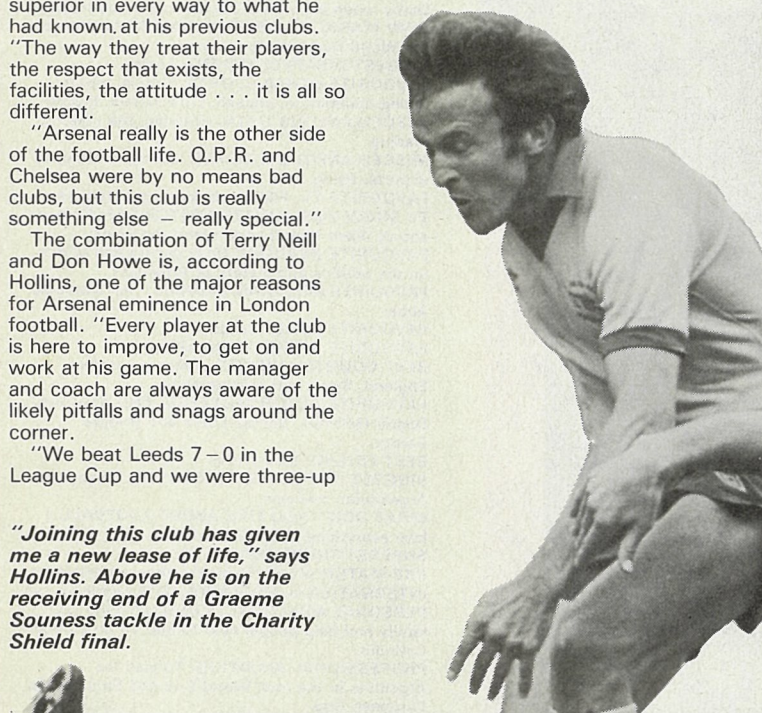 superior in every way to what he
had known at his previous clubs.
"The way they treat their players,
the respect that exists, the
facilities, the attitude . . . it is all so
different.
"Arsenal really is the other side
of the football life. Q.P.R. and
Chelsea were by no means bad
clubs, but this club is really
something else – really special."
The combination of Terry Neill
and Don Howe is, according to
Hollins, one of the major reasons
for Arsenal eminence in London
football. "Every player at the club
is here to improve, to get on and
work at his game. The manager
and coach are always aware of the
likely pitfalls and snags around the
corner.
"We beat Leeds 7–0 in the
League Cup and we were three-up
"Joining this club has given
me a new lease of life," says
Hollins. Above he is on the
receiving end of a Graeme
Souness tackle in the Charity
Shield final.